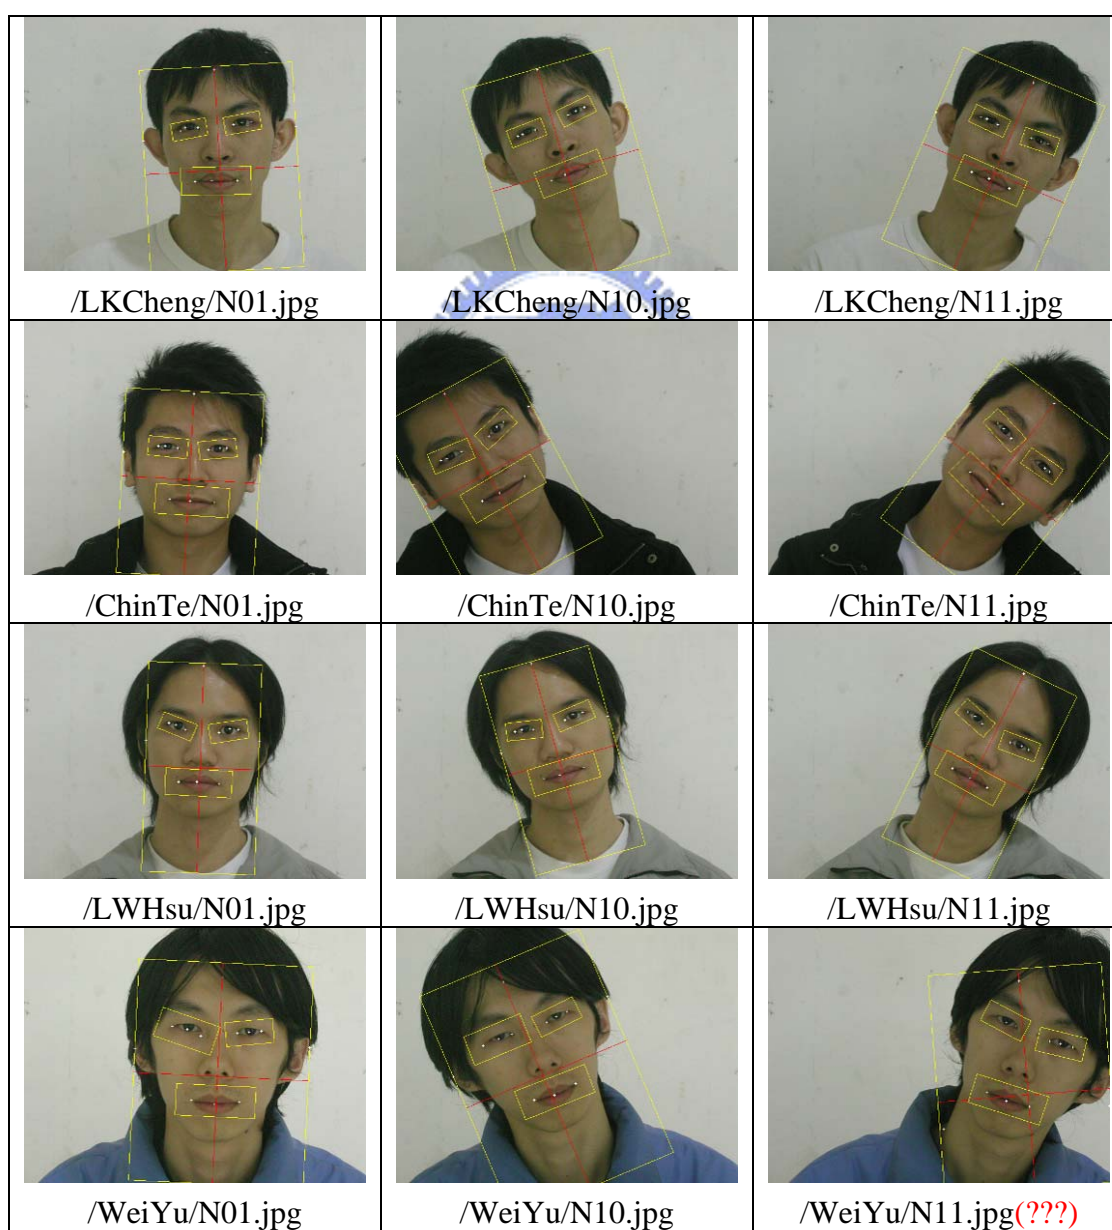 /LKCheng/N01.jpg /LKCheng/N10.jpg /LKCheng/N11.jpg
/ChinTe/N01.jpg /ChinTe/N10.jpg /ChinTe/N11.jpg
/LWHsu/N01.jpg /LWHsu/N10.jpg /LWHsu/N11.jpg
/WeiYu/N01.jpg /WeiYu/N10.jpg /WeiYu/N11.jpg(???)